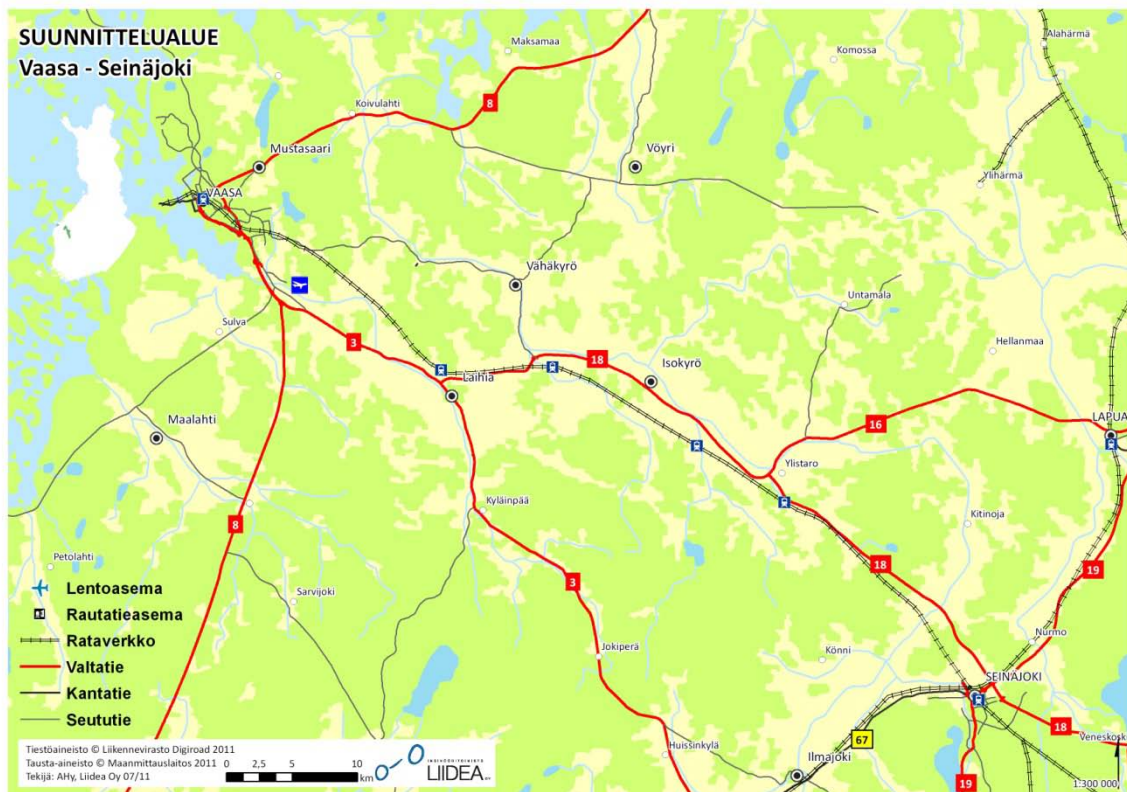 SUUNNITTELUALUE
Vaasa - Seinäjoki
Maksamaa
Komossa
Alahärmä
8
Koivulahti
Mustasaari
Vöyri
Ylihärmä
VAASA
Vähäkyrö
Untamala
Sulva
3
18
Hellanmaa
Laihia
Isokyrö
16
Maalahti
LAPUA
Ylistaro
Kyläinpää
Kitinoja
8
Petolahti
18
19
3
Sarvijoki
Nurmo
Jokiperä
Könni
SEINÄJOKI
18
67
Huissinkylä
Ilmajoki
19
Lentoasema
Rautatieasema
Rataverkko
Valtatie
Kantatie
Seututie
Tiestöaineisto © Liikennevirasto Digiroad 2011
Tausta-aineisto © Maanmittauslaitos 2011
Tekijä: AHy, Liidea Oy 07/11
0 2,5 5 10
km
INSINÖÖRITOIMISTO
LIIDEA
1:300 000